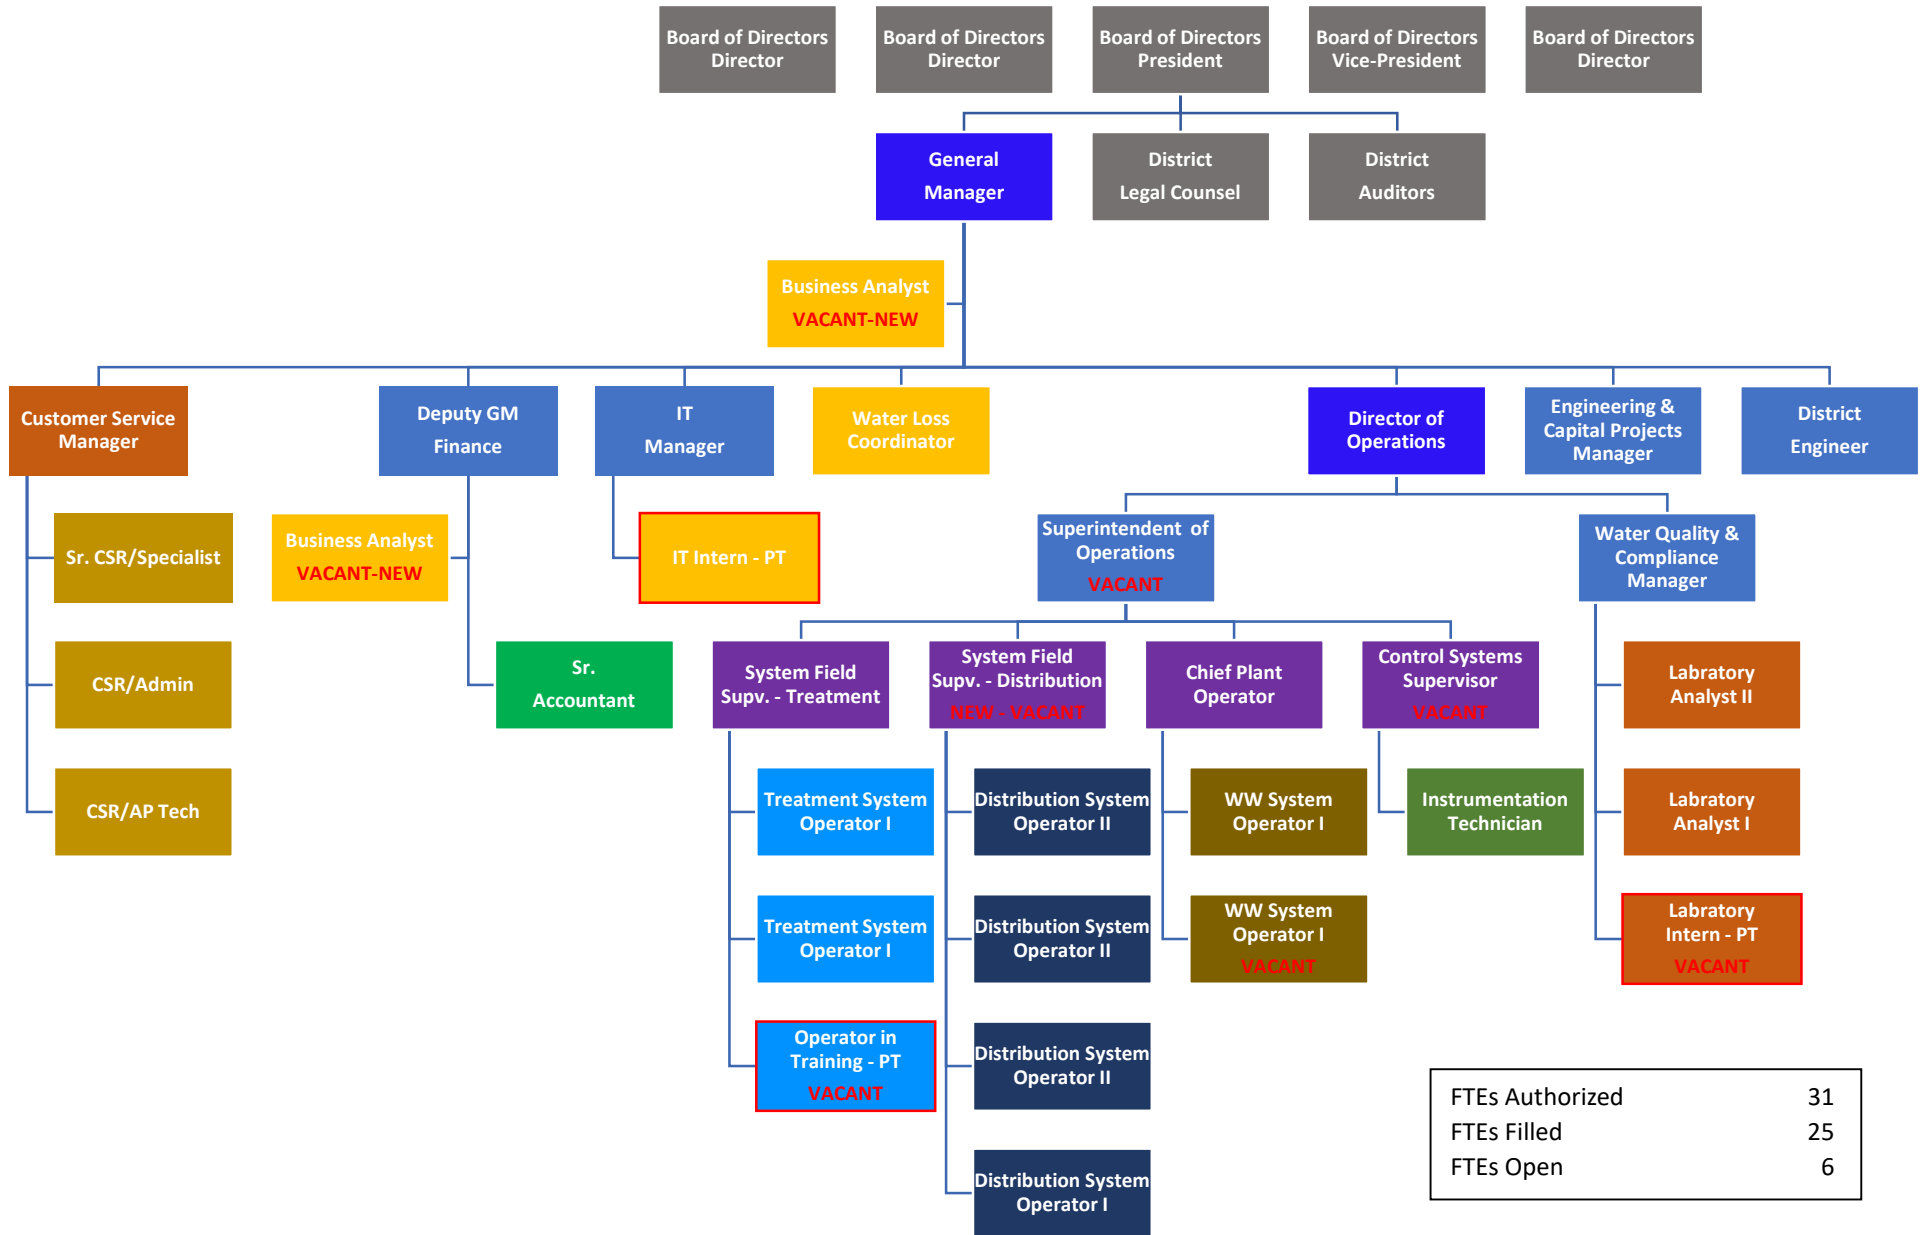 Board of Directors
Director
Board of Directors
Director
Board of Directors
President
Board of Directors
Vice-President
Board of Directors
Director
General
Manager
District
Legal Counsel
District
Auditors
Business Analyst
VACANT-NEW
Customer Service
Manager
Deputy GM
Finance
IT
Manager
Water Loss
Coordinator
Director of
Operations
Engineering &
Capital Projects
Manager
District
Engineer
Sr. CSR/Specialist
Business Analyst
VACANT-NEW
IT Intern - PT
Superintendent of
Operations
VACANT
Water Quality &
Compliance
Manager
CSR/Admin
Sr.
Accountant
System Field
Supv. - Treatment
System Field
Supv. - Distribution
NEW - VACANT
Chief Plant
Operator
Control Systems
Supervisor
VACANT
Labratory
Analyst II
CSR/AP Tech
Treatment System
Operator I
Distribution System
Operator II
WW System
Operator I
Instrumentation
Technician
Labratory
Analyst I
Treatment System
Operator I
Distribution System
Operator II
WW System
Operator I
VACANT
Labratory
Intern - PT
VACANT
Operator in
Training - PT
VACANT
Distribution System
Operator II
Distribution System
Operator I
FTEs Authorized 31
FTEs Filled 25
FTEs Open 6